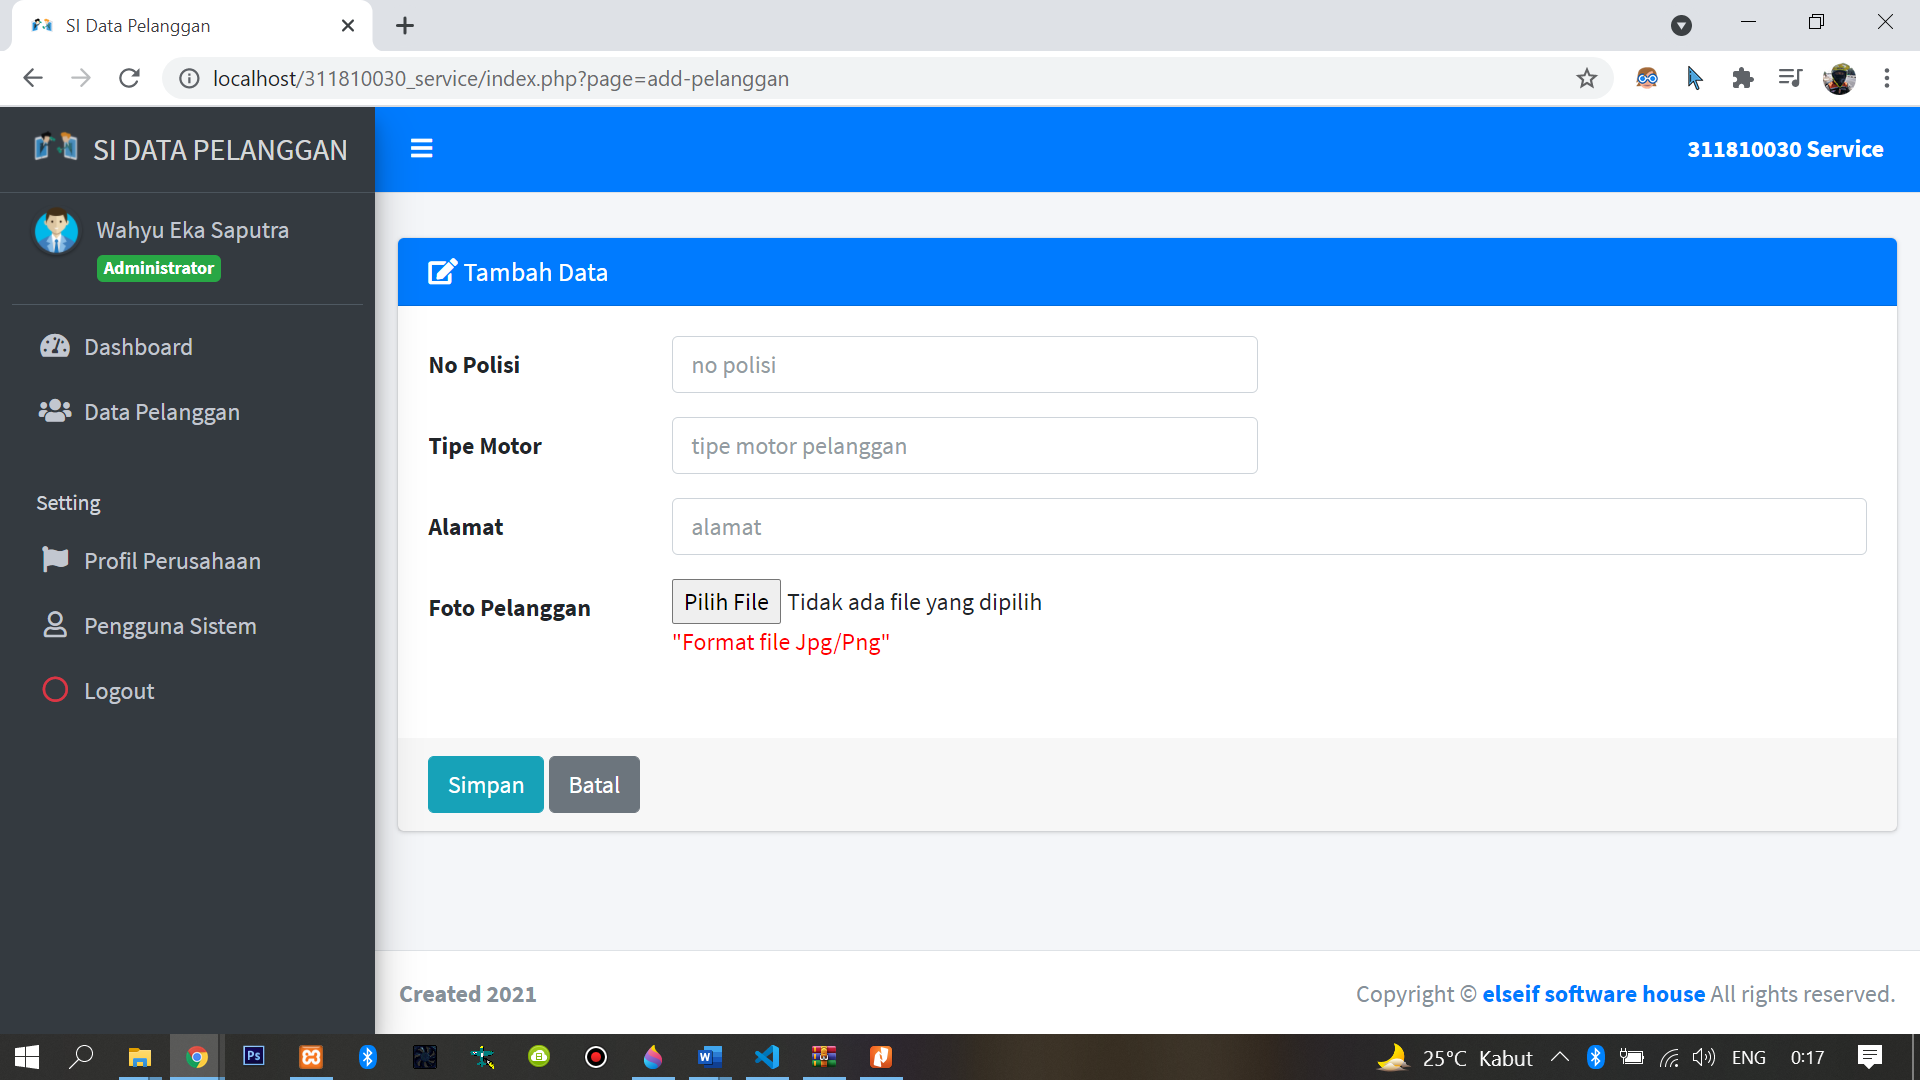 SI Data Pelanggan
localhost/311810030_service/index.php?page=add-pelanggan
SI DATA PELANGGAN
311810030 Service
Wahyu Eka Saputra
Administrator
Dashboard
Data Pelanggan
Setting
Profil Perusahaan
Pengguna Sistem
Logout
Tambah Data
No Polisi
no polisi
Tipe Motor
tipe motor pelanggan
Alamat
alamat
Foto Pelanggan
Pilih File Tidak ada file yang dipilih
"Format file Jpg/Png"
Simpan Batal
Created 2021
Copyright © elseif software house All rights reserved.
Ps
25°C Kabut
ENG
0:17